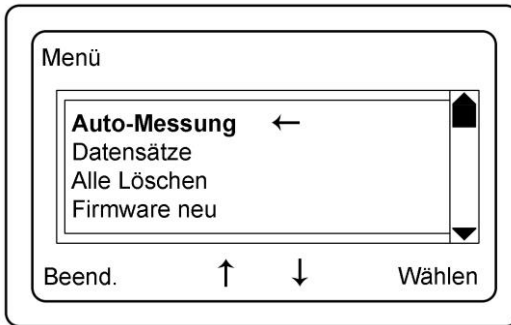 Menü
Auto-Messung ←
Datensätze
Alle Löschen
Firmware neu
Beend. ↑ ↓ Wählen